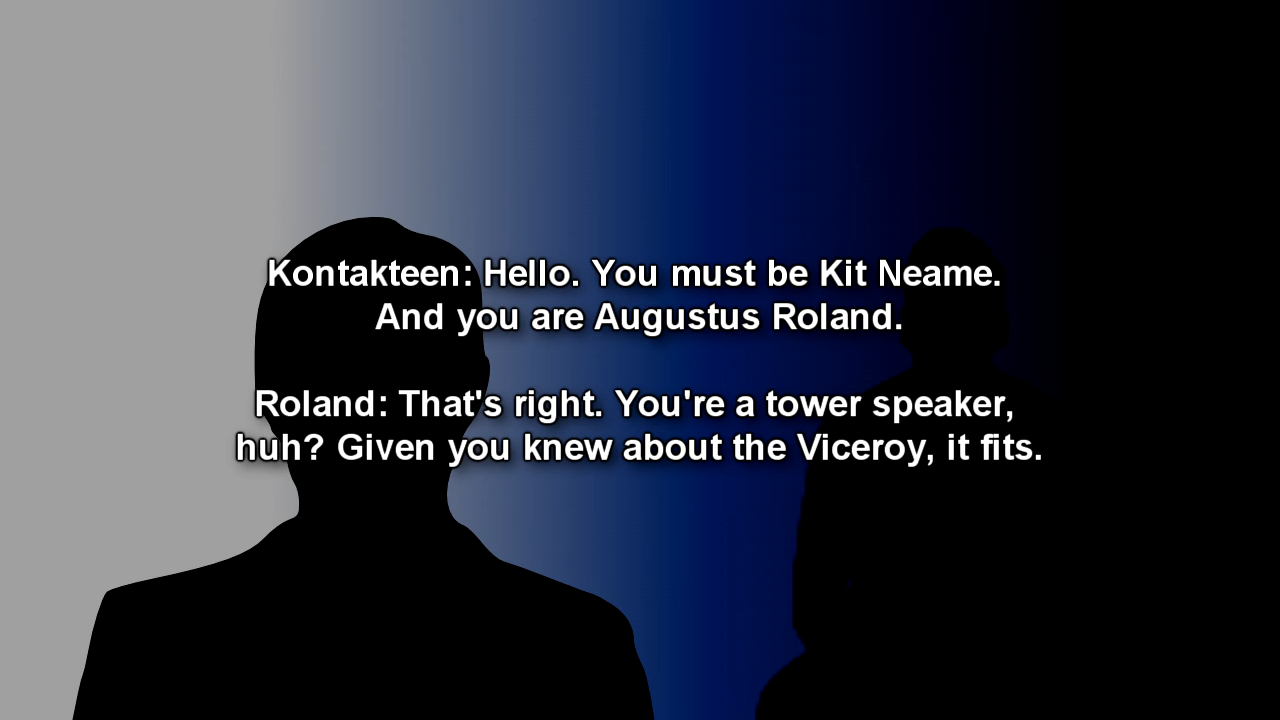 Kontakteen: Hello. You must be Kit Neame.
And you are Augustus Roland.
Roland: That's right. You're a tower speaker,
huh? Given you knew about the Viceroy, it fits.